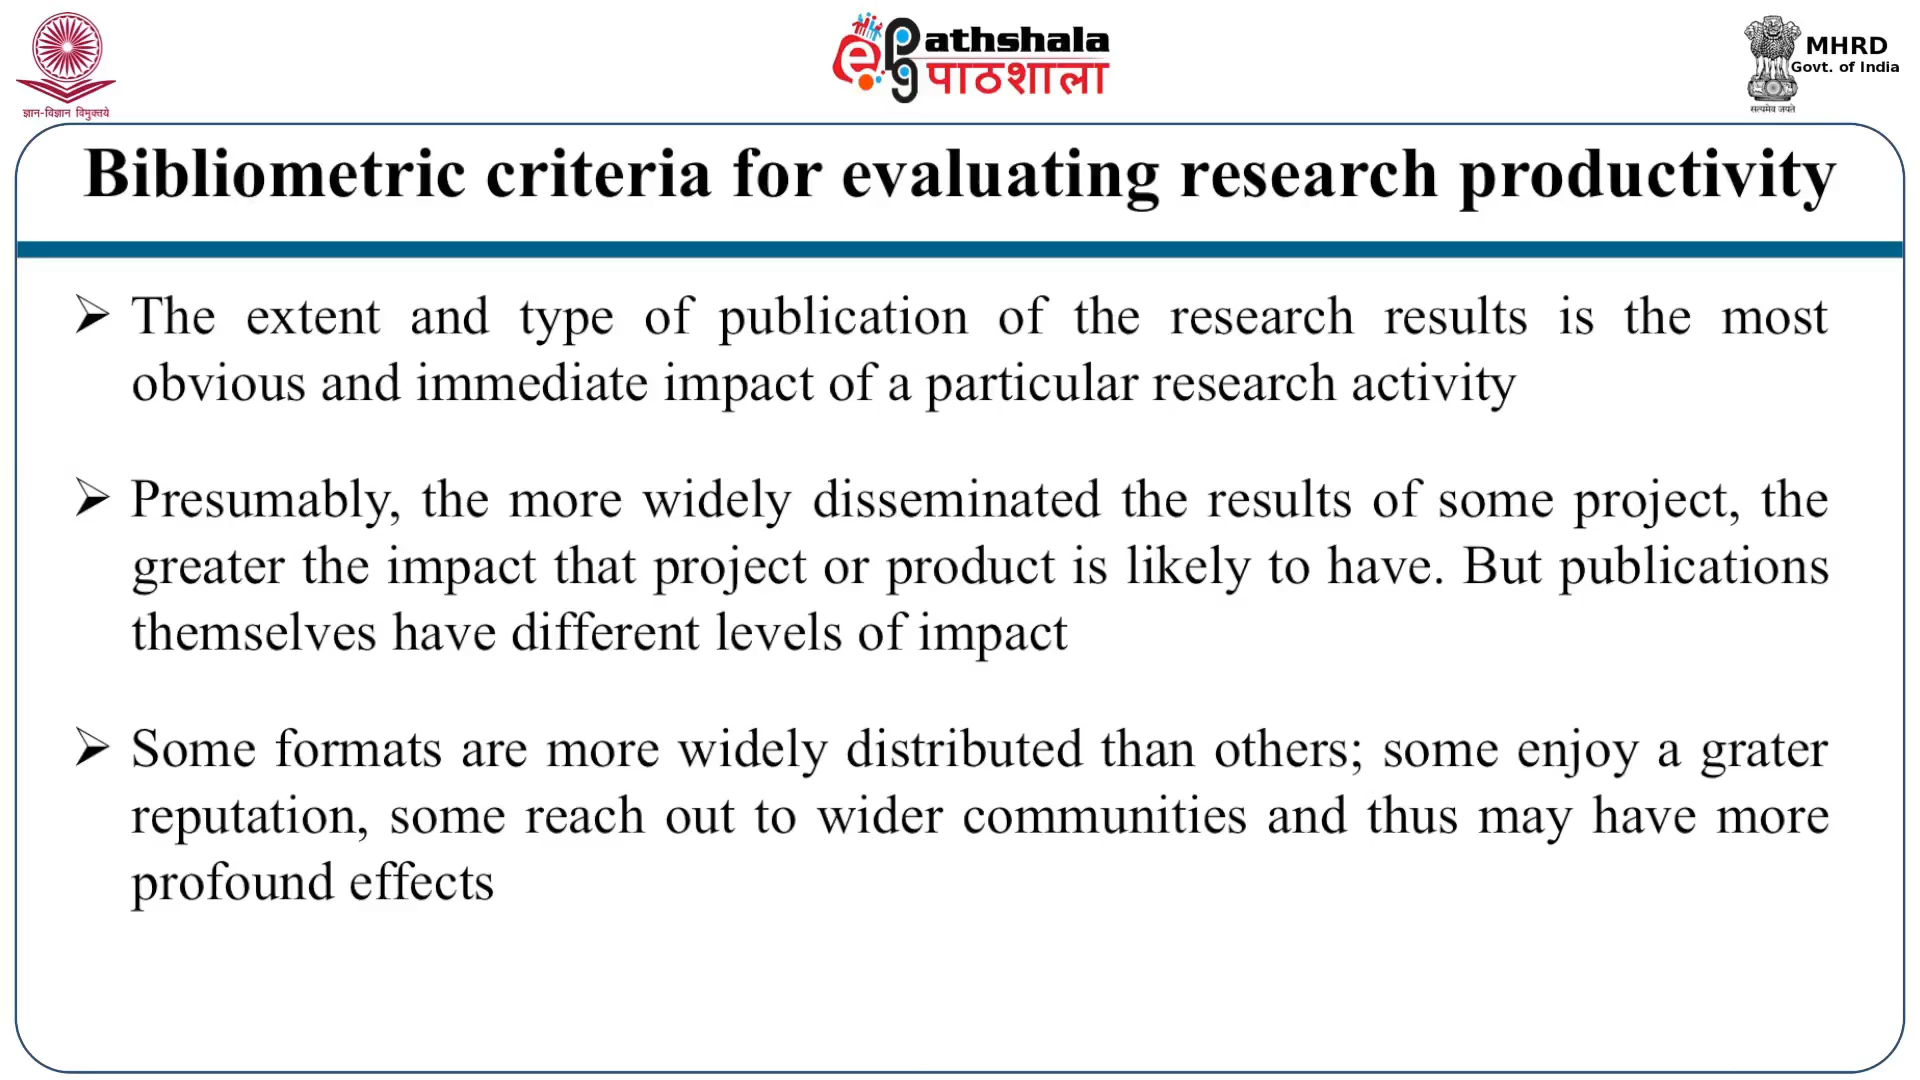 ज्ञान-विज्ञान विमुक्तये
ePG Pathshala
पाठशाला
MHRD
Govt. of India
सत्यमेव जयते
Bibliometric criteria for evaluating research productivity
The extent and type of publication of the research results is the most
obvious and immediate impact of a particular research activity
Presumably, the more widely disseminated the results of some project, the
greater the impact that project or product is likely to have. But publications
themselves have different levels of impact
Some formats are more widely distributed than others; some enjoy a grater
reputation, some reach out to wider communities and thus may have more
profound effects